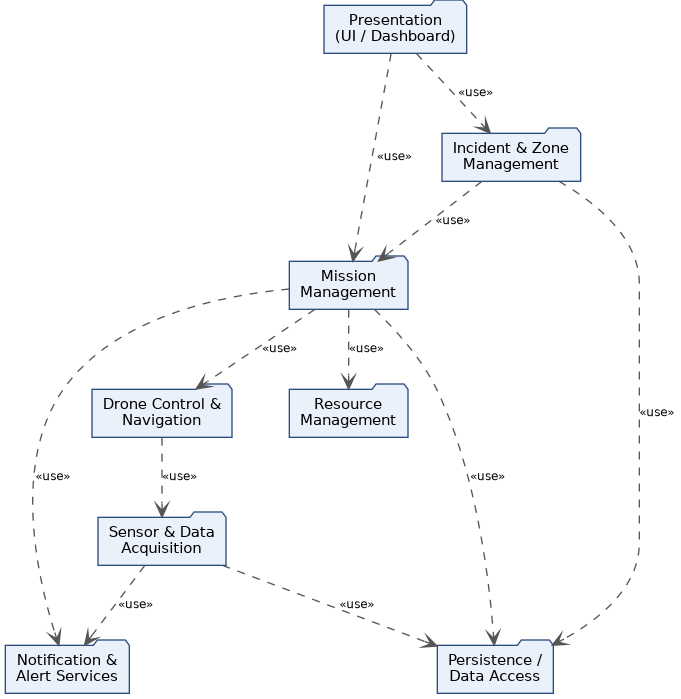 Presentation
(UI / Dashboard)
«use»
Incident & Zone
Management
«use»
«use»
Mission
Management
«use»
«use»
Drone Control &
Navigation
Resource
Management
«use»
«use»
«use»
«use»
Sensor & Data
Acquisition
«use»
«use»
Notification &
Alert Services
Persistence /
Data Access